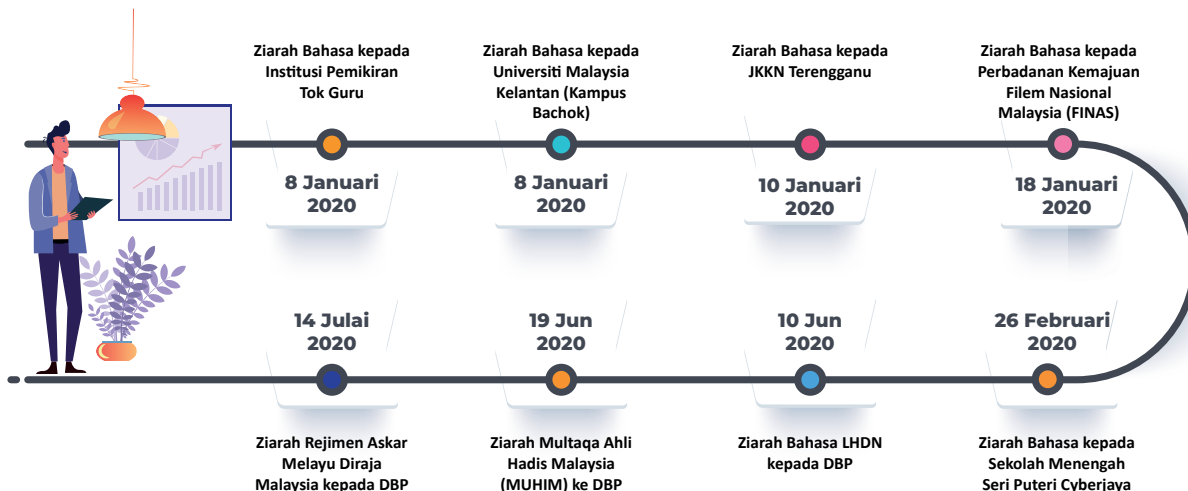 Ziarah Bahasa kepada
Institusi Pemikiran
Tok Guru
8 Januari
2020
Ziarah Bahasa kepada
Universiti Malaysia
Kelantan (Kampus
Bachok)
8 Januari
2020
Ziarah Bahasa kepada
JKKN Terengganu
10 Januari
2020
Ziarah Bahasa kepada
Perbadanan Kemajuan
Filem Nasional
Malaysia (FINAS)
18 Januari
2020
26 Februari
2020
Ziarah Bahasa kepada
Sekolah Menengah
Seri Puteri Cyberjaya
10 Jun
2020
Ziarah Bahasa LHDN
kepada DBP
19 Jun
2020
Ziarah Multaqa Ahli
Hadis Malaysia
(MUHIM) ke DBP
14 Julai
2020
Ziarah Rejimen Askar
Melayu Diraja
Malaysia kepada DBP